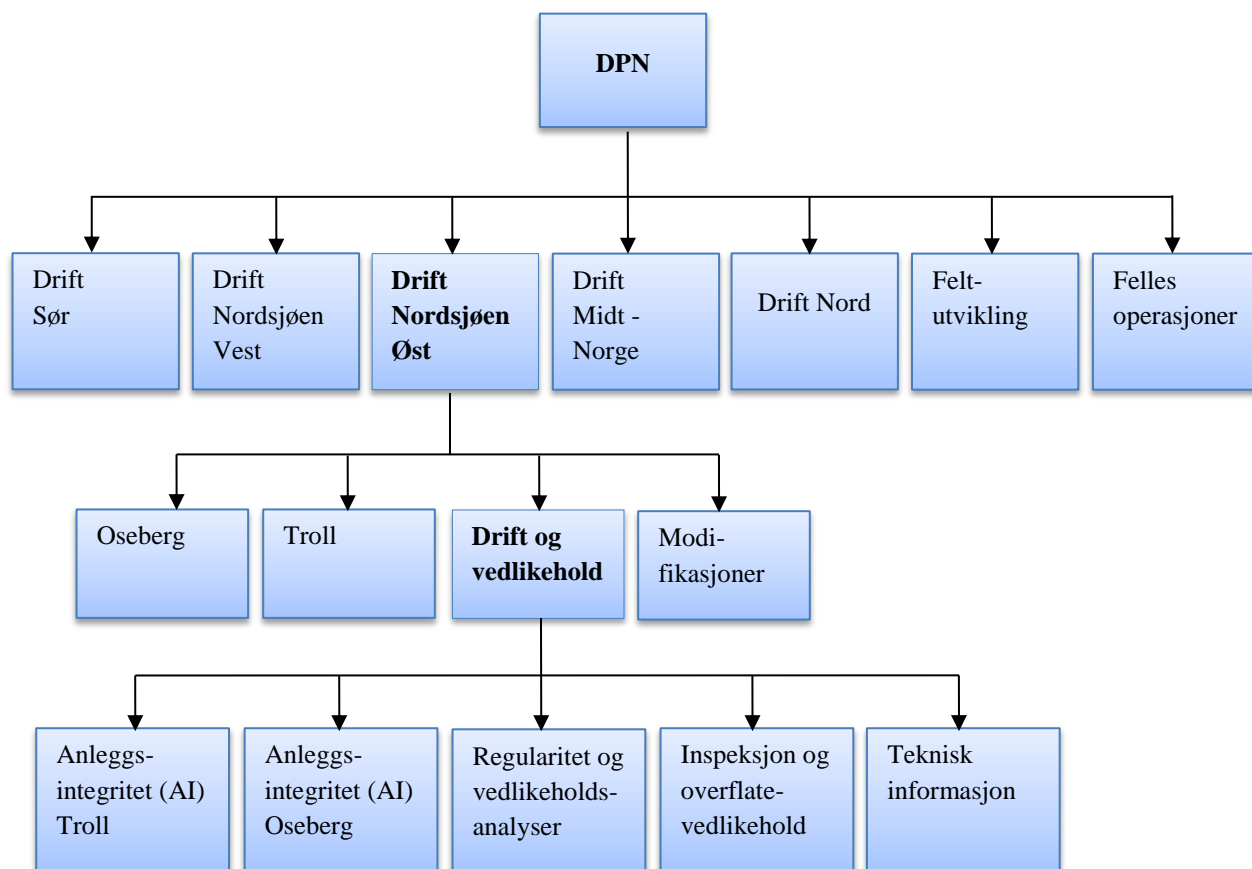 DPN
Drift
Sør
Drift
Nordsjøen
Vest
Drift
Nordsjøen
Øst
Drift
Midt -
Norge
Drift Nord
Felt-
utvikling
Felles
operasjoner
Oseberg
Troll
Drift og
vedlikehold
Modi-
fikasjoner
Anleggs-
integritet (AI)
Troll
Anleggs-
integritet (AI)
Oseberg
Regularitet og
vedlikeholds-
analyser
Inspeksjon og
overflate-
vedlikehold
Teknisk
informasjon